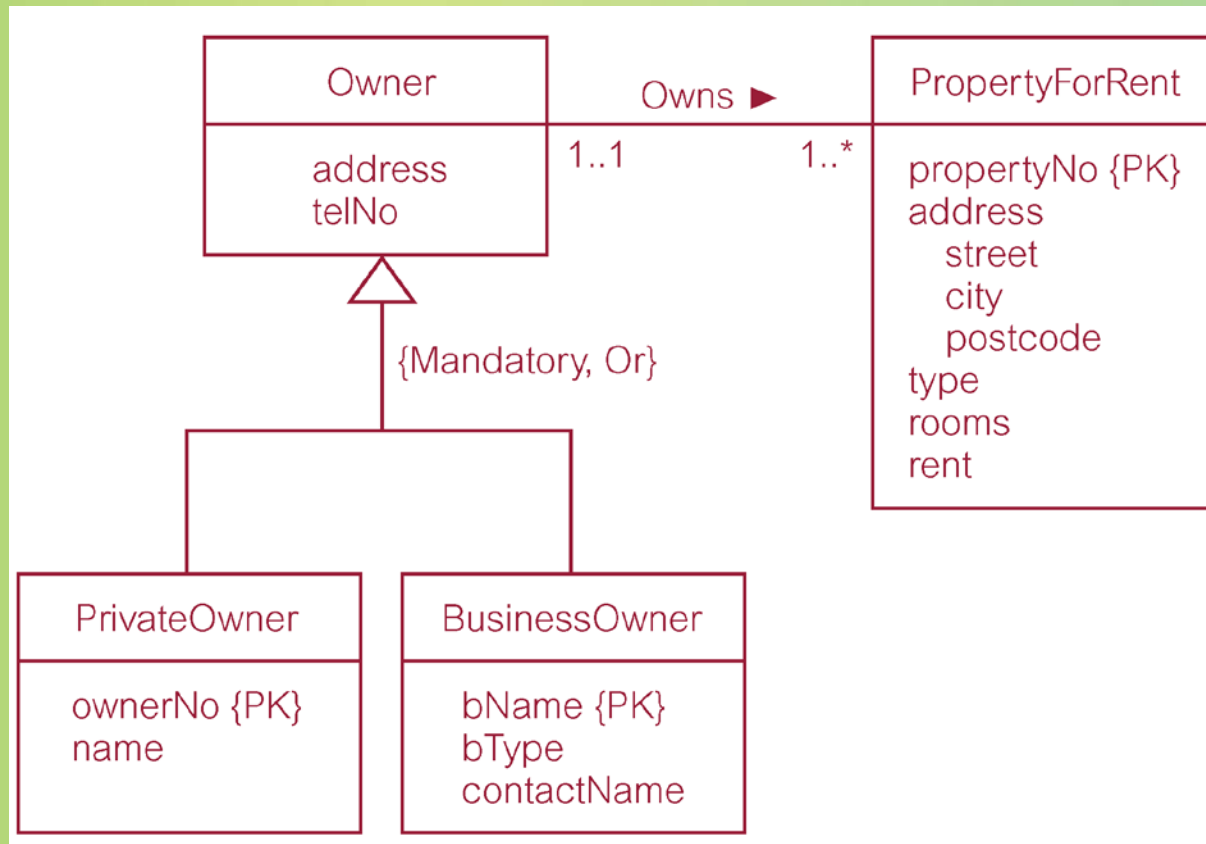 Owner
address
telNo
Owns ►
1..1
1..*
PropertyForRent
propertyNo {PK}
address
street
city
postcode
type
rooms
rent
{Mandatory, Or}
PrivateOwner
ownerNo {PK}
name
BusinessOwner
bName {PK}
bType
contactName